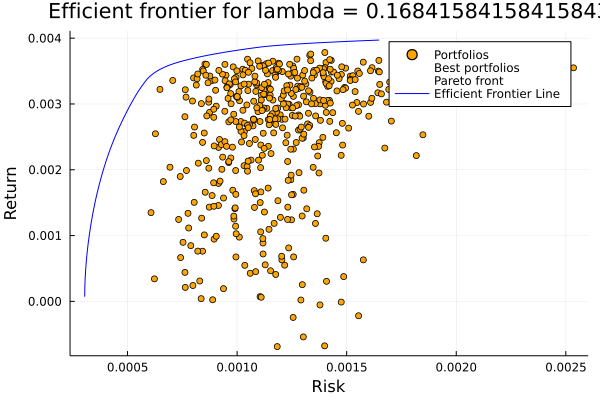 Efficient frontier for lambda = 0.1684158415841584
Portfolios
Best portfolios
Pareto front
Efficient Frontier Line
0.004
0.003
0.002
0.001
0.000
Return
0.0005 0.0010 0.0015 0.0020 0.0025
Risk